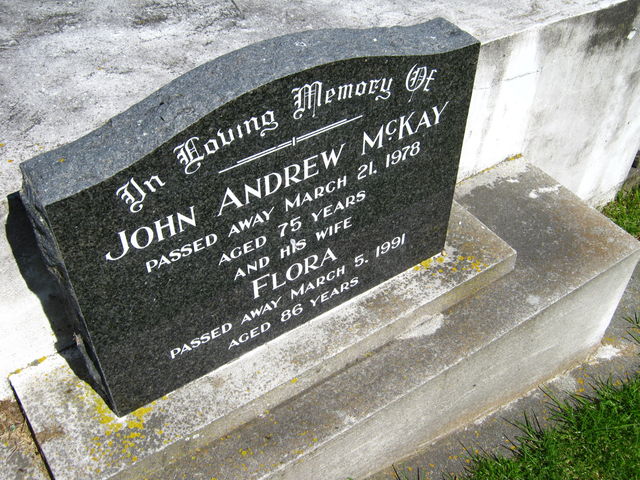 In Loving Memory Of
JOHN ANDREW McKAY
PASSED AWAY MARCH 21. 1978
AGED 75 YEARS
AND HIS WIFE
FLORA
PASSED AWAY MARCH 5. 1991
AGED 86 YEARS.